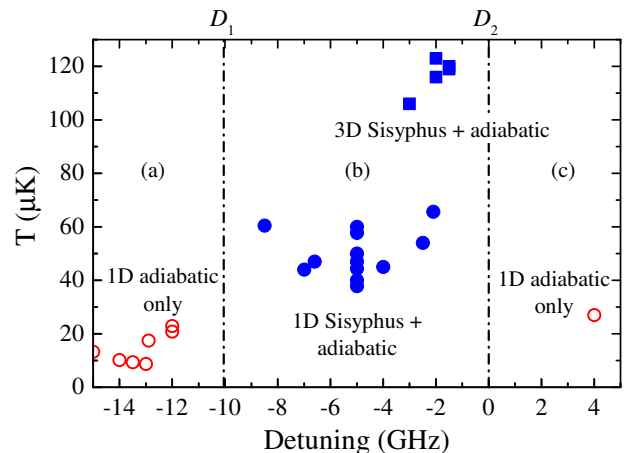 D1 D2
120
100
80
60
40
20
0
T (μK)
3D Sisyphus + adiabatic
(a) (b) (c)
1D adiabatic
only
1D Sisyphus +
adiabatic
1D adiabatic
only
-14 -12 -10 -8 -6 -4 -2 0 2 4
Detuning (GHz)